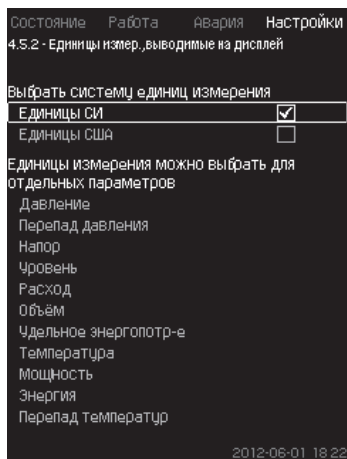 Состояние Работа Авария Настройки
4.5.2 - Единицы измер.,выводимые на дисплей
Выбрать систему единиц измерения
Единицы СИ
Единицы США
Единицы измерения можно выбрать для
отдельных параметров
Давление
Перепад давления
Напор
Уровень
Расход
Объём
Удельное энергопотр-е
Температура
Мощность
Энергия
Перепад температур
2012-06-01 18:22